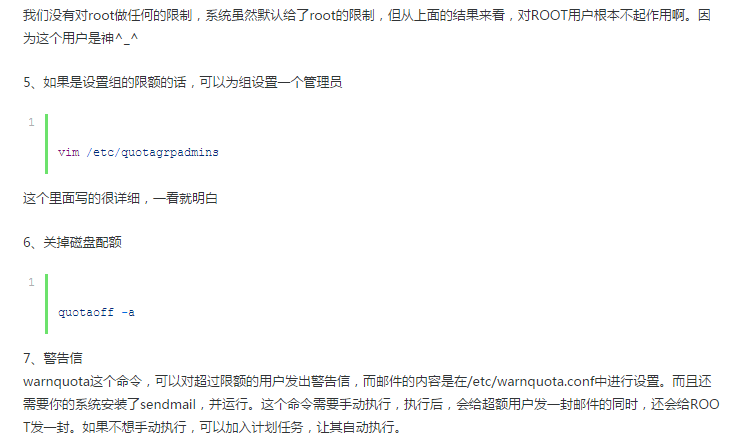 我们没有对root做任何的限制，系统虽然默认给了root的限制，但从上面的结果来看，对ROOT用户根本不起作用啊。因
为这个用户是神^_^
5、如果是设置组的限额的话，可以为组设置一个管理员
1
vim /etc/quotagrpadmins
这个里面写的很详细，一看就明白
6、关掉磁盘配额
1
quotaoff -a
7、警告信
warnquota这个命令，可以对超过限额的用户发出警告信，而邮件的内容是在/etc/warnquota.conf中进行设置。而且还
需要你的系统安装了sendmail，并运行。这个命令需要手动执行，执行后，会给超额用户发一封邮件的同时，还会给ROO
T发一封。如果不想手动执行，可以加入计划任务，让其自动执行。